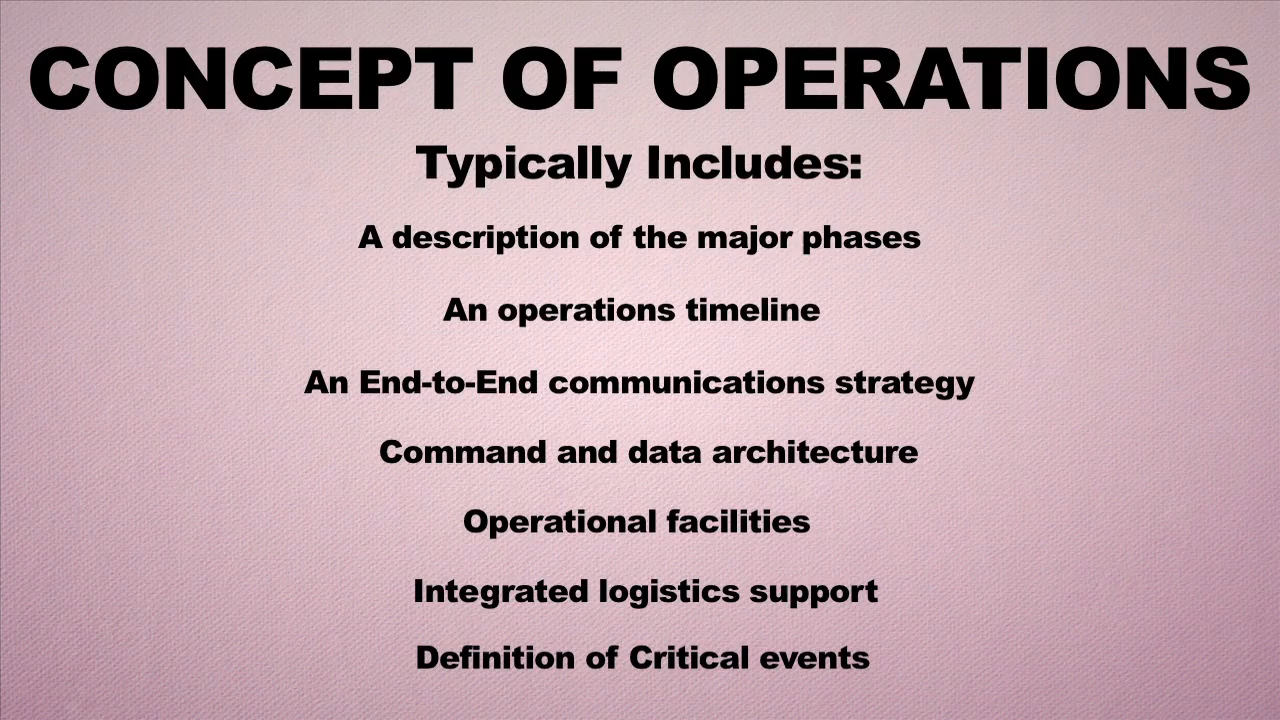 CONCEPT OF OPERATIONS
Typically Includes:
A description of the major phases
An operations timeline
An End-to-End communications strategy
Command and data architecture
Operational facilities
Integrated logistics support
Definition of Critical events